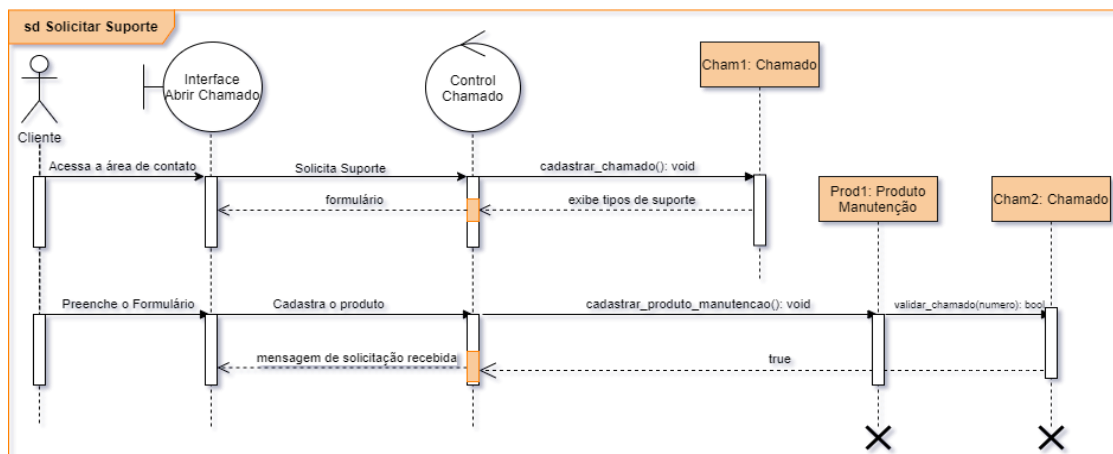 sd Solicitar Suporte
Interface
Abrir Chamado
Control
Chamado
Cham1: Chamado
Cliente
Acessa a área de contato
Solicita Suporte
cadastrar_chamado(): void
formulário
exibe tipos de suporte
Prod1: Produto
Manutenção
Cham2: Chamado
Preenche o Formulário
Cadastra o produto
cadastrar_produto_manutencao(): void
validar_chamado(numero): bool
mensagem de solicitação recebida
true